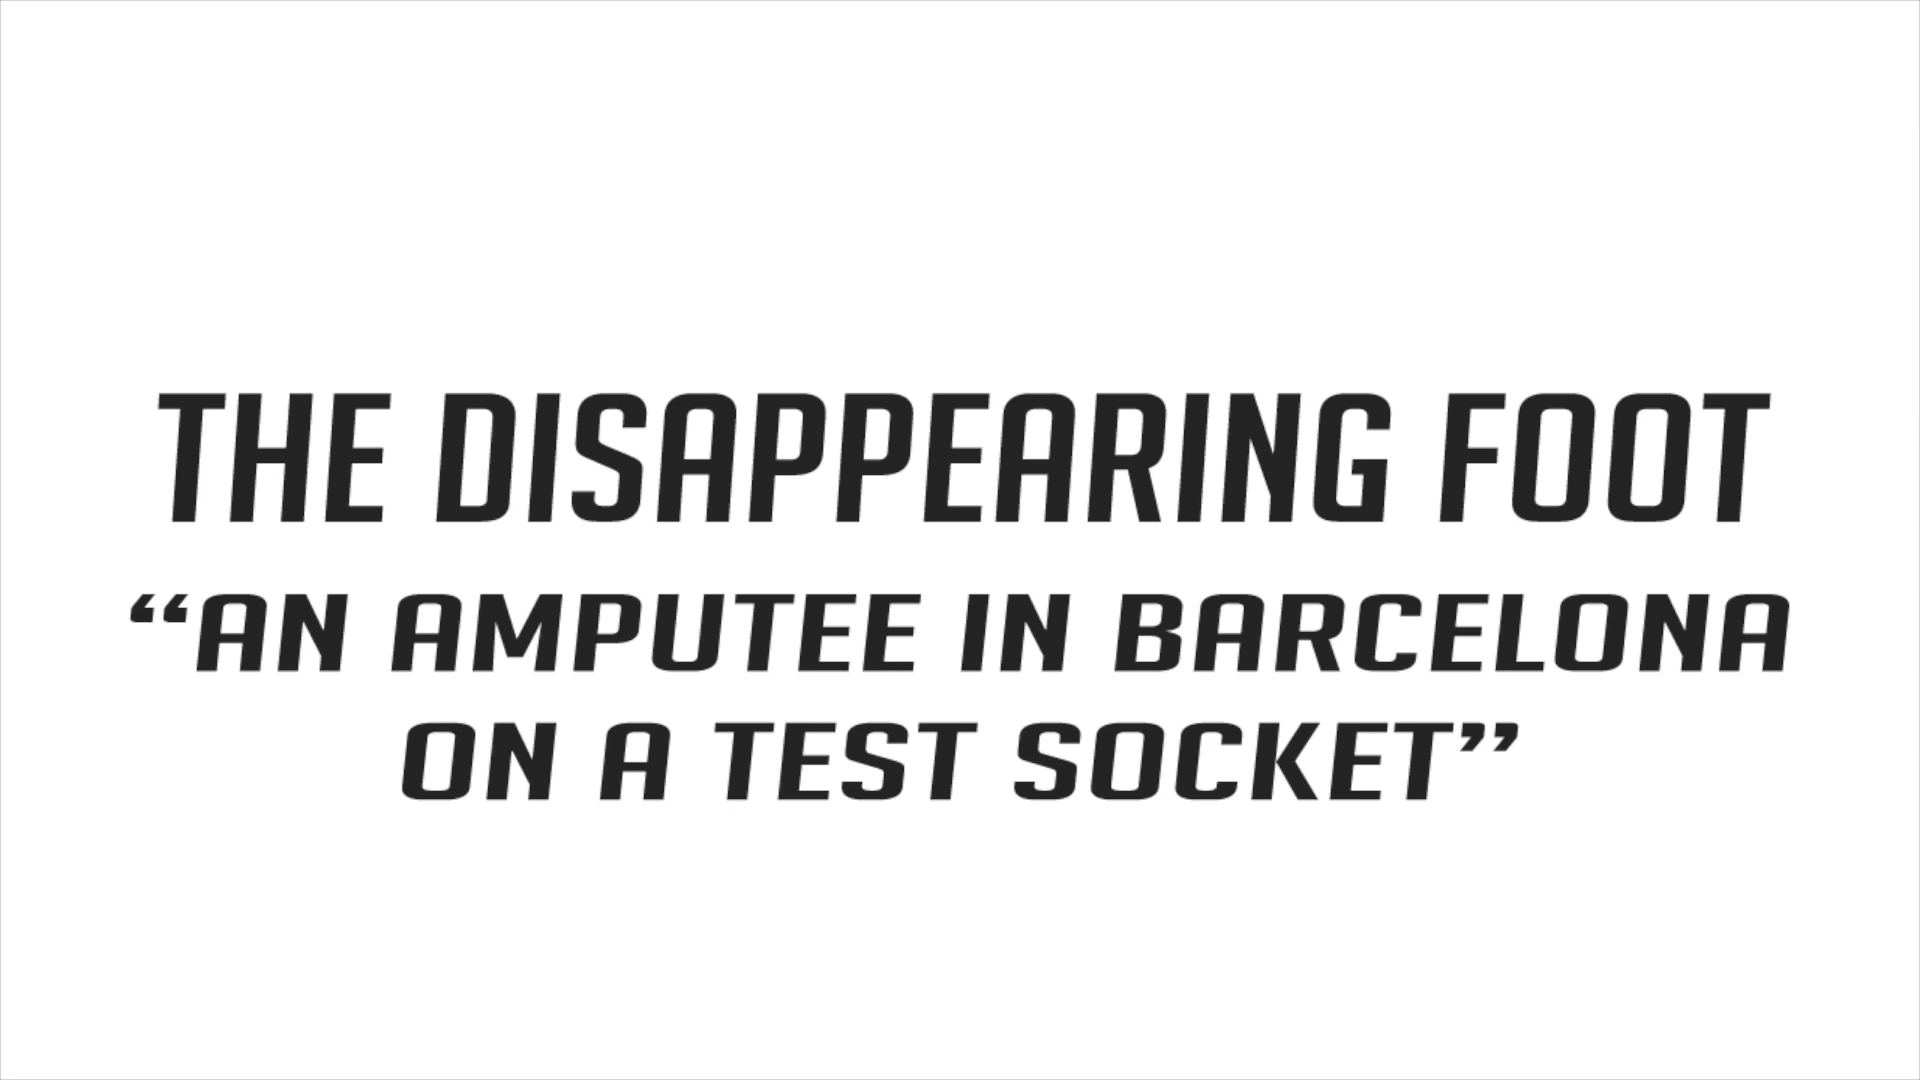 THE DISAPPEARING FOOT
“AN AMPUTEE IN BARCELONA
ON A TEST SOCKET”